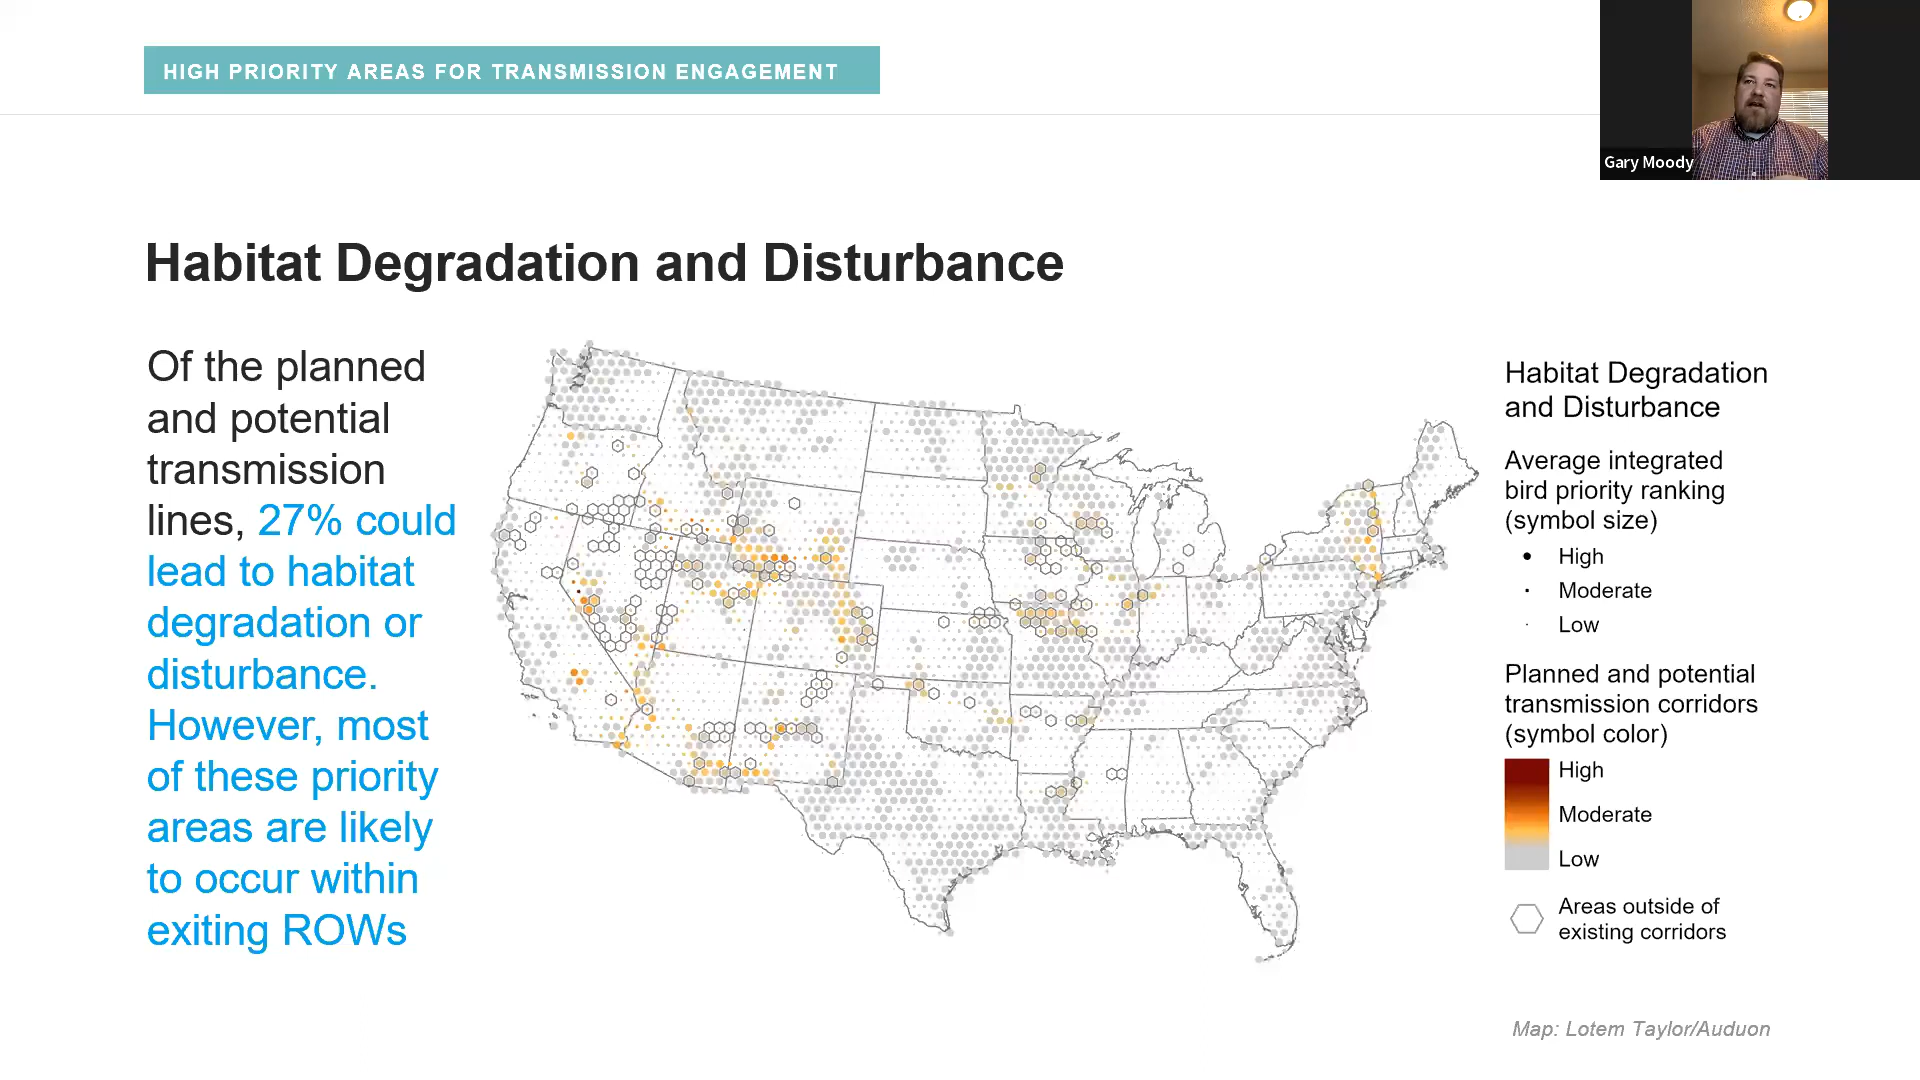 HIGH PRIORITY AREAS FOR TRANSMISSION ENGAGEMENT
Gary Moody
Habitat Degradation and Disturbance
Of the planned
and potential
transmission
lines, 27% could
lead to habitat
degradation or
disturbance.
However, most
of these priority
areas are likely
to occur within
exiting ROWs
Habitat Degradation
and Disturbance
Average integrated
bird priority ranking
(symbol size)
High
Moderate
Low
Planned and potential
transmission corridors
(symbol color)
High
Moderate
Low
Areas outside of
existing corridors
Map: Lotem Taylor/Auduon